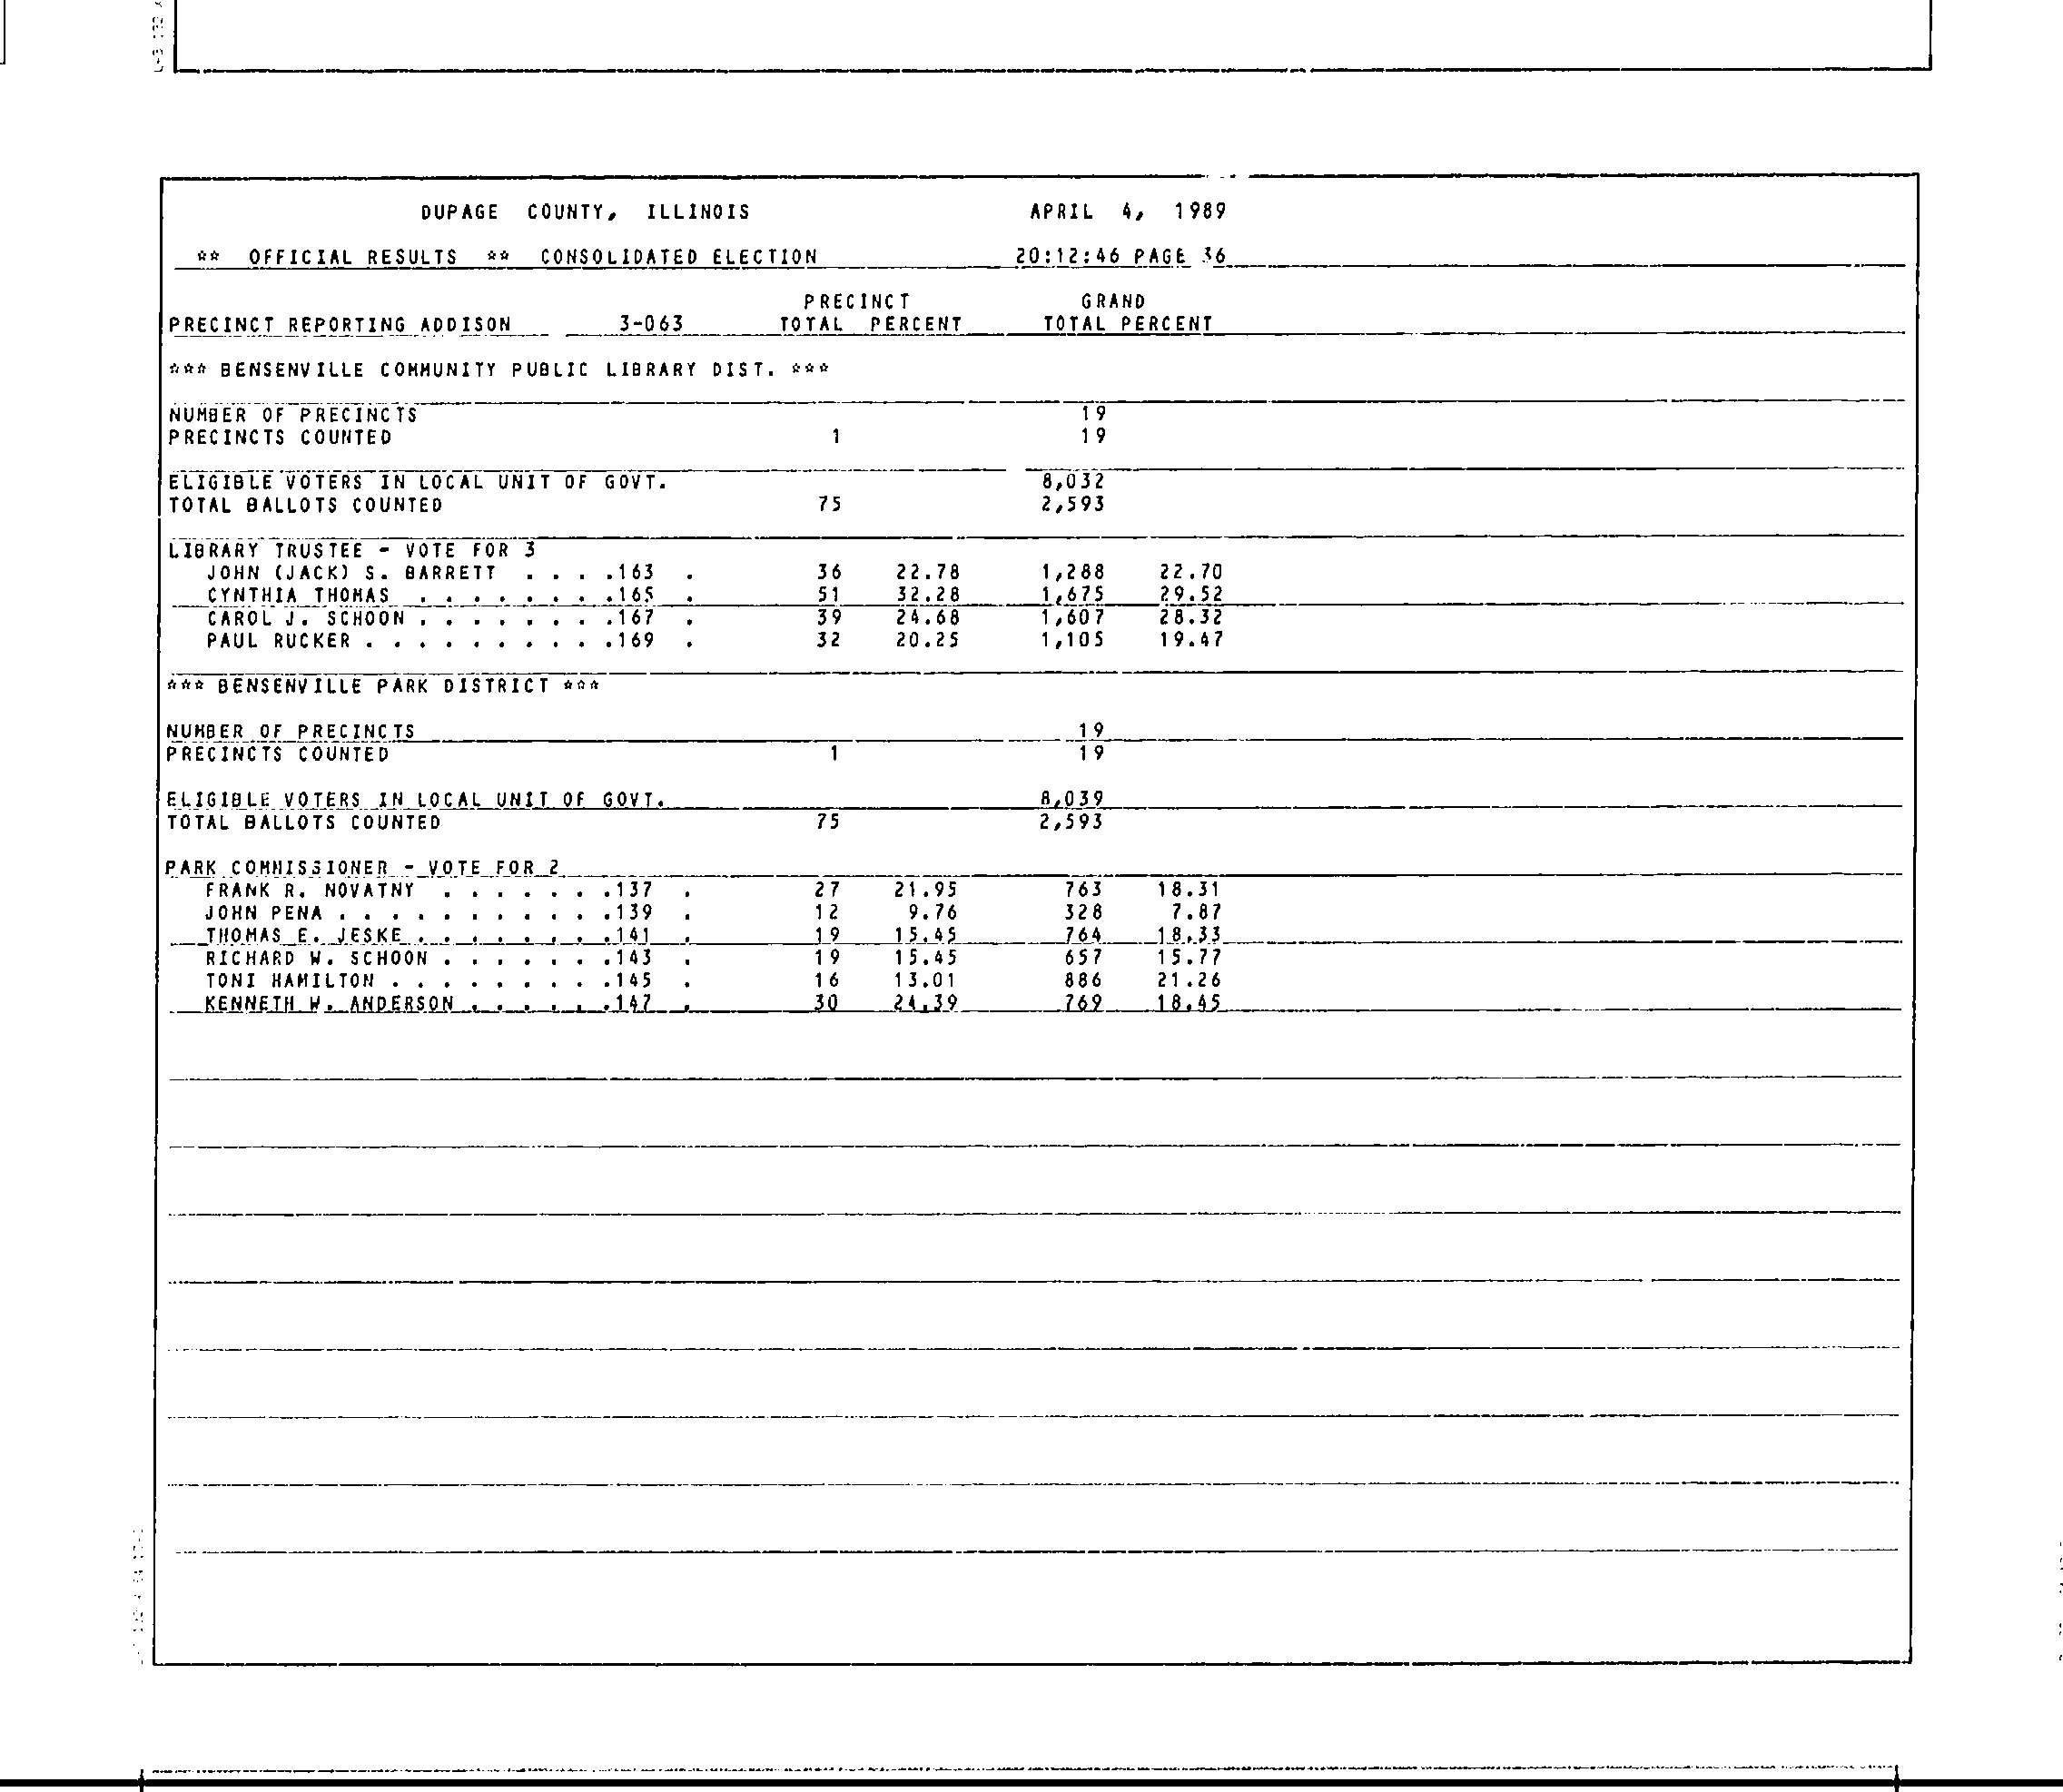 DUPAGE COUNTY, ILLINOIS APRIL 4, 1989
** OFFICIAL RESULTS ** CONSOLIDATED ELECTION 20:12:46 PAGE 36
PRECINCT GRAND
PRECINCT REPORTING ADDISON 3-063 TOTAL PERCENT TOTAL PERCENT
*** BENSENVILLE COMMUNITY PUBLIC LIBRARY DIST. ***
NUMBER OF PRECINCTS 19
PRECINCTS COUNTED 1 19
ELIGIBLE VOTERS IN LOCAL UNIT OF GOVT. 8,032
TOTAL BALLOTS COUNTED 75 2,593
LIBRARY TRUSTEE - VOTE FOR 3
JOHN (JACK) S. BARRETT . . . .163 . 36 22.78 1,288 22.70
CYNTHIA THOMAS . . . . . . . .165 . 51 32.28 1,675 29.52
CAROL J. SCHOON . . . . . . . .167 . 39 24.68 1,607 28.32
PAUL RUCKER . . . . . . . . . .169 . 32 20.25 1,105 19.47
*** BENSENVILLE PARK DISTRICT ***
NUMBER OF PRECINCTS 19
PRECINCTS COUNTED 1 19
ELIGIBLE VOTERS IN LOCAL UNIT OF GOVT. 8,039
TOTAL BALLOTS COUNTED 75 2,593
PARK COMMISSIONER - VOTE FOR 2
FRANK R. NOVATNY . . . . . . .137 . 27 21.95 763 18.31
JOHN PENA . . . . . . . . . . .139 . 12 9.76 328 7.87
THOMAS E. JESKE . . . . . . . .141 . 19 15.45 764 18.33
RICHARD W. SCHOON . . . . . . .143 . 19 15.45 657 15.77
TONI HAMILTON . . . . . . . . .145 . 16 13.01 886 21.26
KENNETH W. ANDERSON . . . . . .147 . 30 24.39 769 18.45